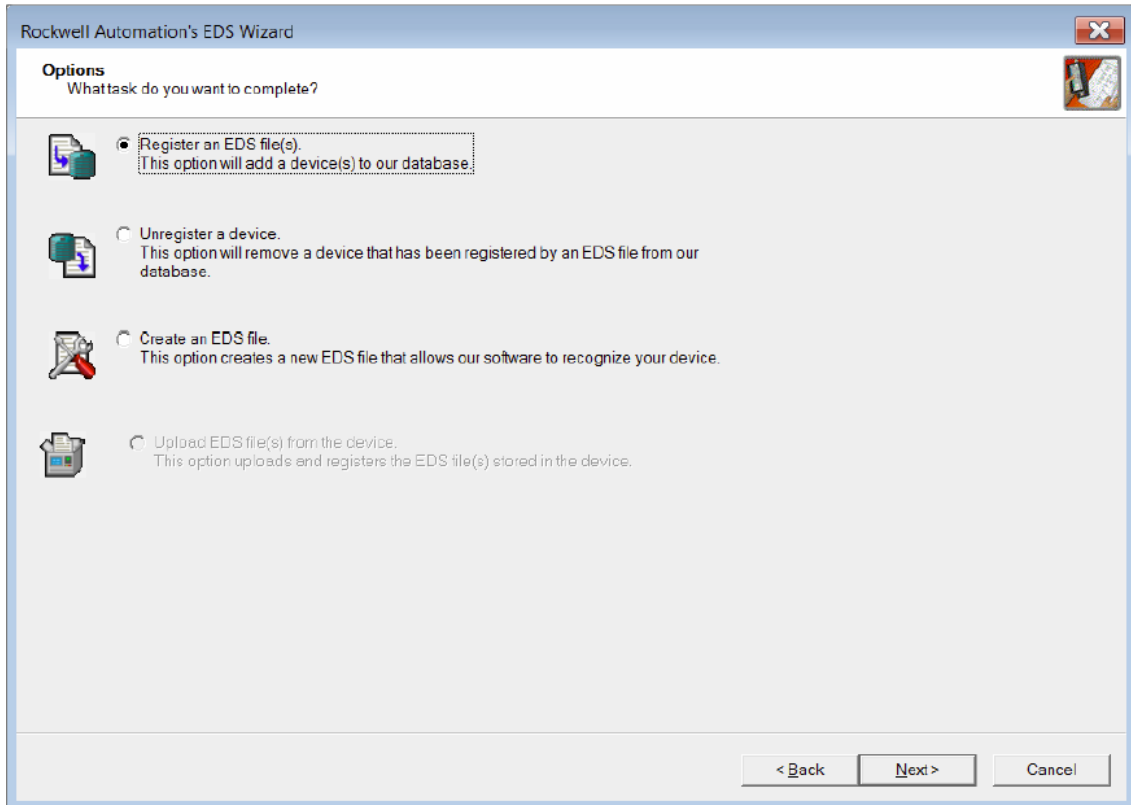 Rockwell Automation's EDS Wizard
Options
What task do you want to complete?
Register an EDS file(s).
This option will add a device(s) to our database.
Unregister a device.
This option will remove a device that has been registered by an EDS file from our
database.
Create an EDS file.
This option creates a new EDS file that allows our software to recognize your device.
Upload EDS file(s) from the device.
This option uploads and registers the EDS file(s) stored in the device.
< Back
Next >
Cancel